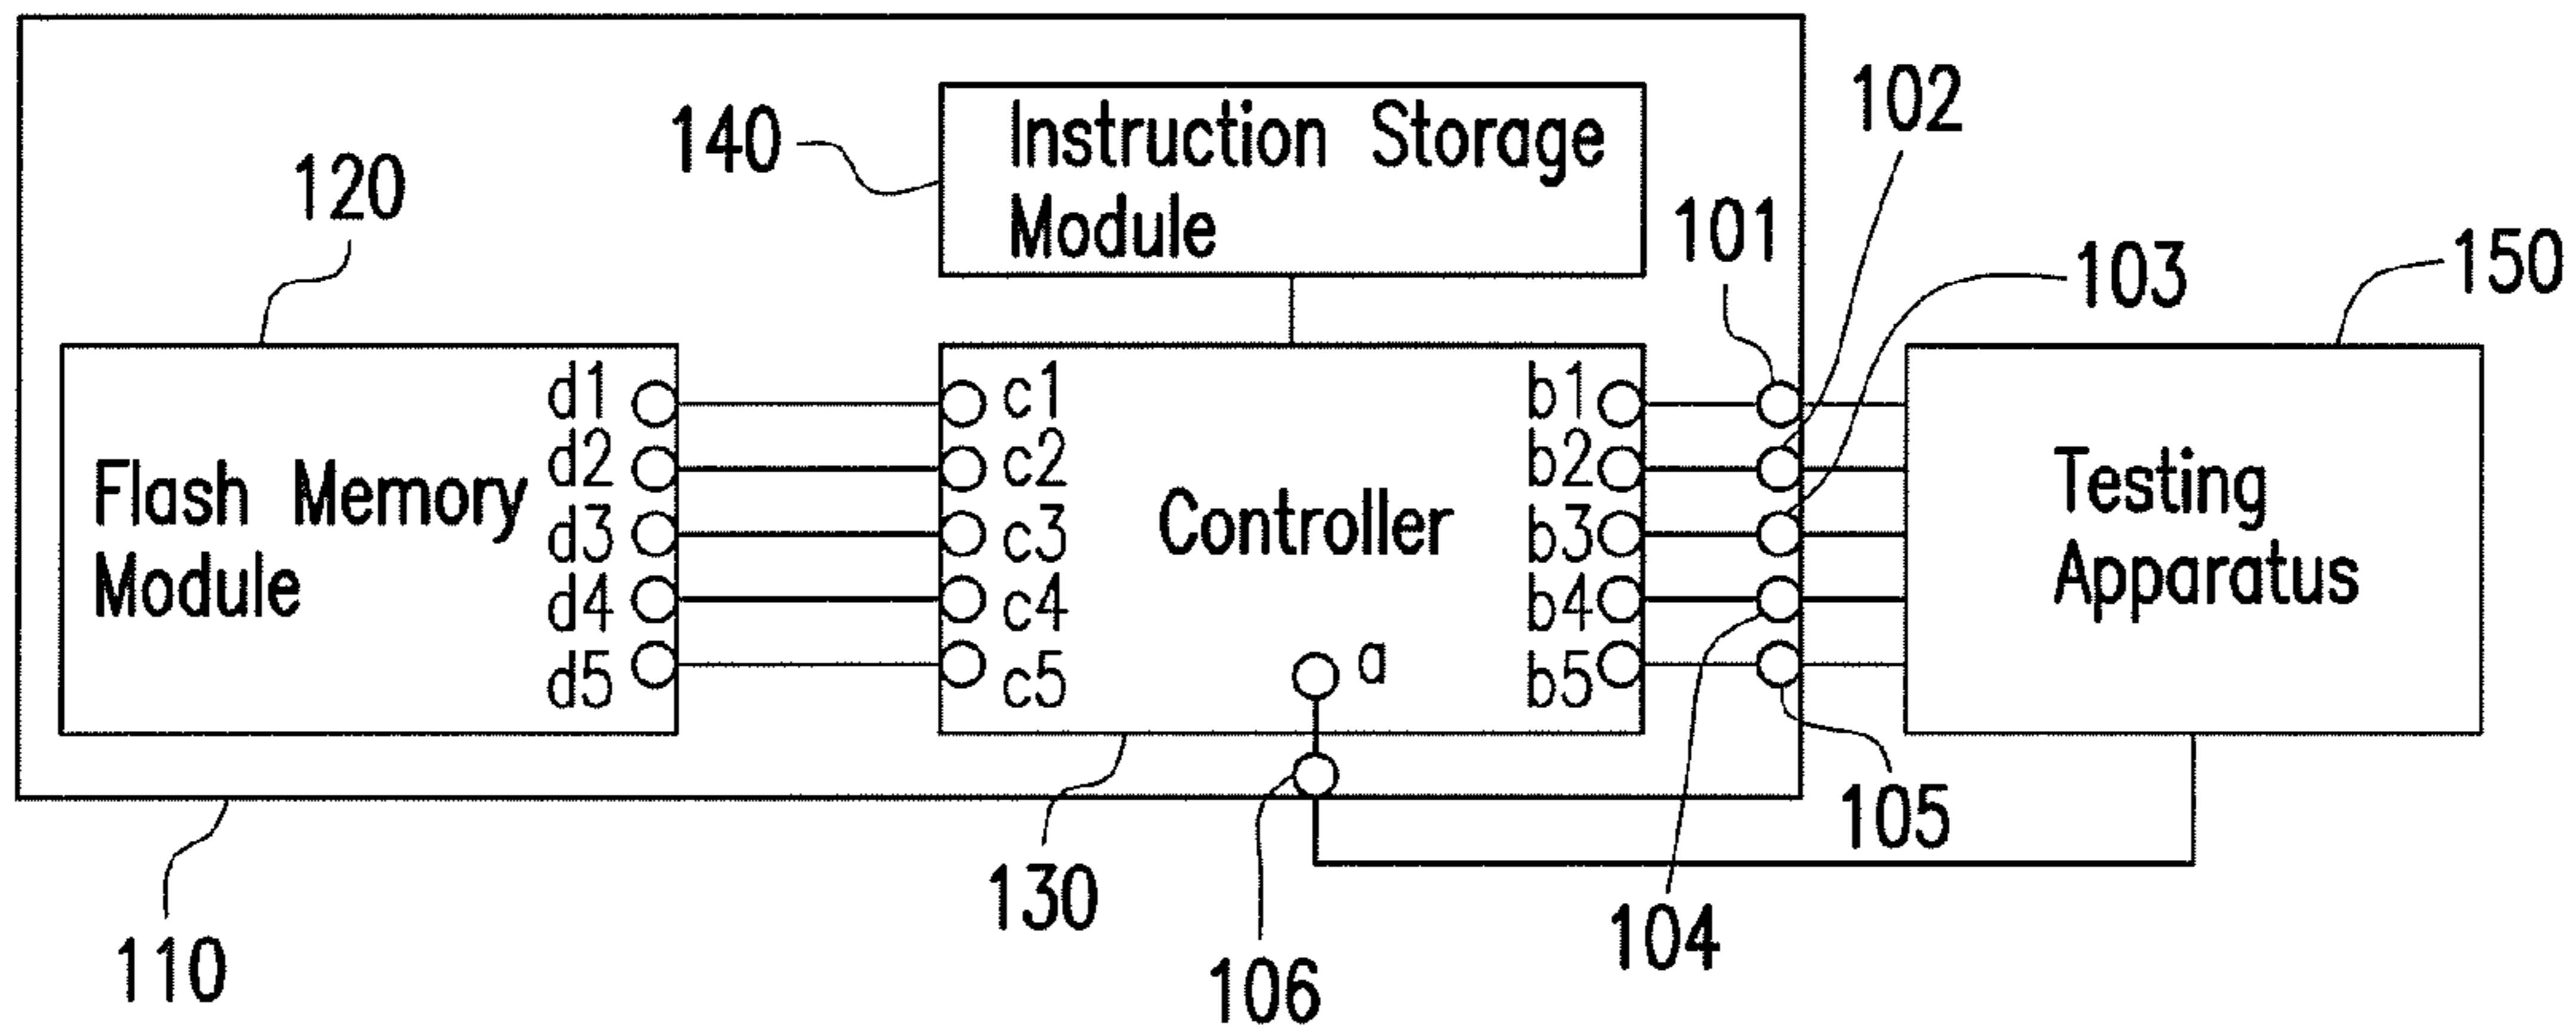 102
140
Instruction Storage
Module
120
101
103
150
d1
c1
b1
d2
c2
b2
Flash Memory
Module
d3
c3
Controller
b3
Testing
Apparatus
d4
c4
b4
d5
c5
a
b5
105
130
104
110
106